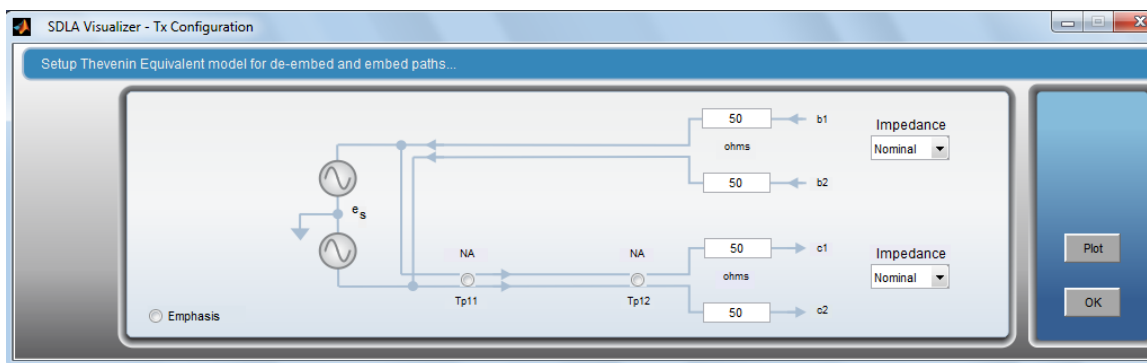 SDLA Visualizer - Tx Configuration
Setup Thevenin Equivalent model for de-embed and embed paths...
50
b1
Impedance
ohms
Nominal
50
b2
e s
NA
NA
50
c1
Impedance
Plot
ohms
Nominal
Tp11
Tp12
OK
Emphasis
50
c2